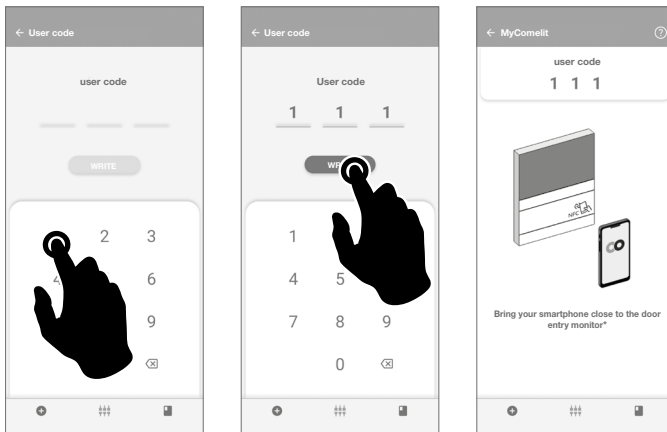 ← User code
user code
WRITE
2 3
4 6
9
← User code
User code
1 1 1
1
4 5
7 8 9
0
← MyComelit
user code
1 1 1
NFC
Bring your smartphone close to the door
entry monitor*